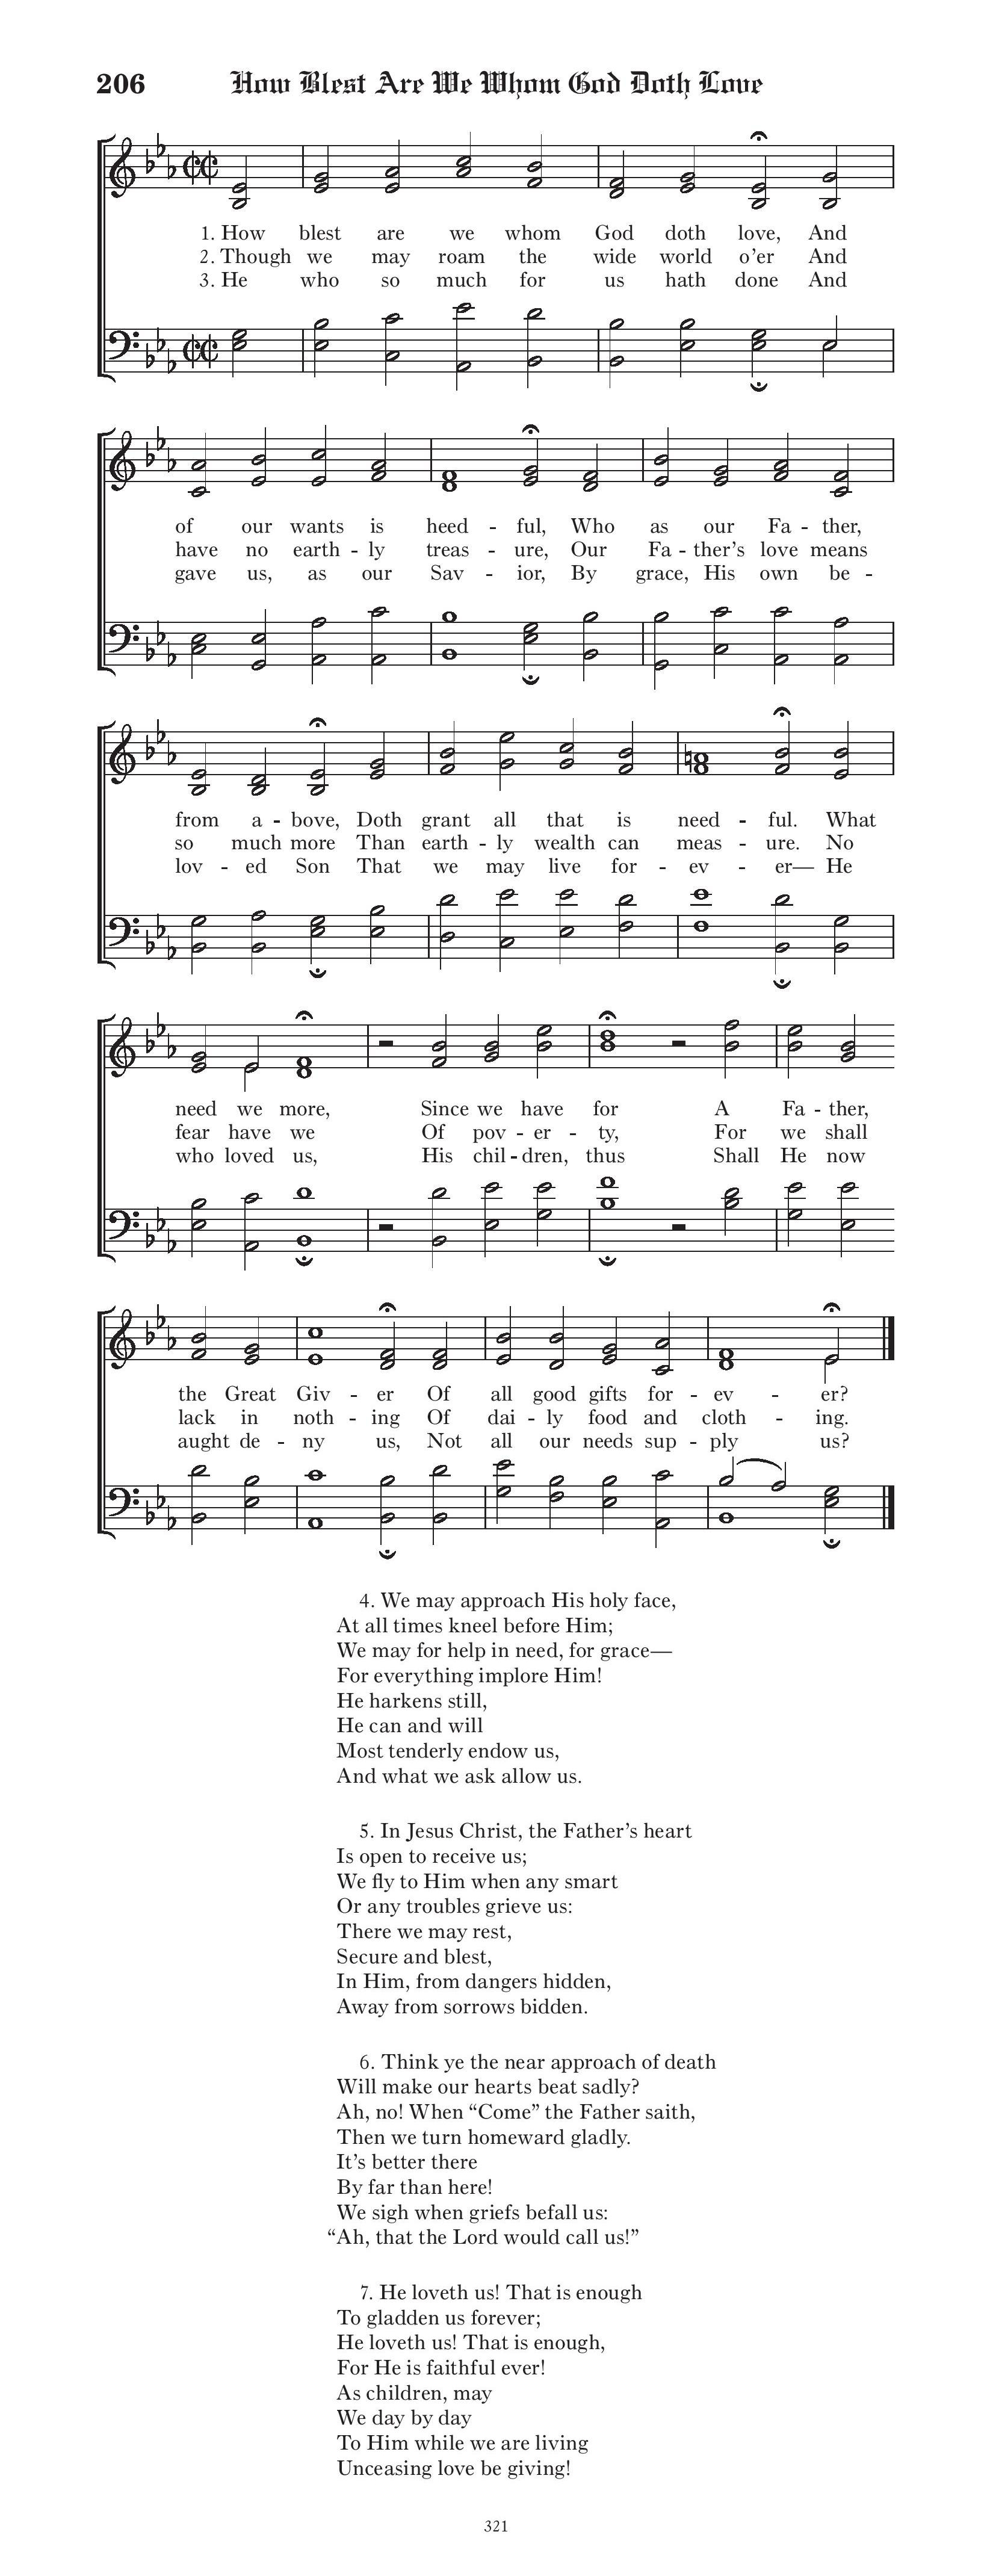 206 How Blest Are We Whom God Doth Love
1. How blest are we whom God doth love, And
2. Though we may roam the wide world o’er And
3. He who so much for us hath done And
of our wants is heed - ful, Who as our Fa - ther,
have no earth - ly treas - ure, Our Fa - ther’s love means
gave us, as our Sav - ior, By grace, His own be -
from a - bove, Doth grant all that is need - ful. What
so much more Than earth - ly wealth can meas - ure. No
lov - ed Son That we may live for - ev - er— He
need we more, Since we have for A Fa - ther,
fear have we Of pov - er - ty, For we shall
who loved us, His chil - dren, thus Shall He now
the Great Giv - er Of all good gifts for - ev - er?
lack in noth - ing Of dai - ly food and cloth - ing.
aught de - ny us, Not all our needs sup - ply us?
4. We may approach His holy face,
At all times kneel before Him;
We may for help in need, for grace—
For everything implore Him!
He harkens still,
He can and will
Most tenderly endow us,
And what we ask allow us.
5. In Jesus Christ, the Father’s heart
Is open to receive us;
We fly to Him when any smart
Or any troubles grieve us:
There we may rest,
Secure and blest,
In Him, from dangers hidden,
Away from sorrows bidden.
6. Think ye the near approach of death
Will make our hearts beat sadly?
Ah, no! When “Come” the Father saith,
Then we turn homeward gladly.
It’s better there
By far than here!
We sigh when griefs befall us:
“Ah, that the Lord would call us!”
7. He loveth us! That is enough
To gladden us forever;
He loveth us! That is enough,
For He is faithful ever!
As children, may
We day by day
To Him while we are living
Unceasing love be giving!
321